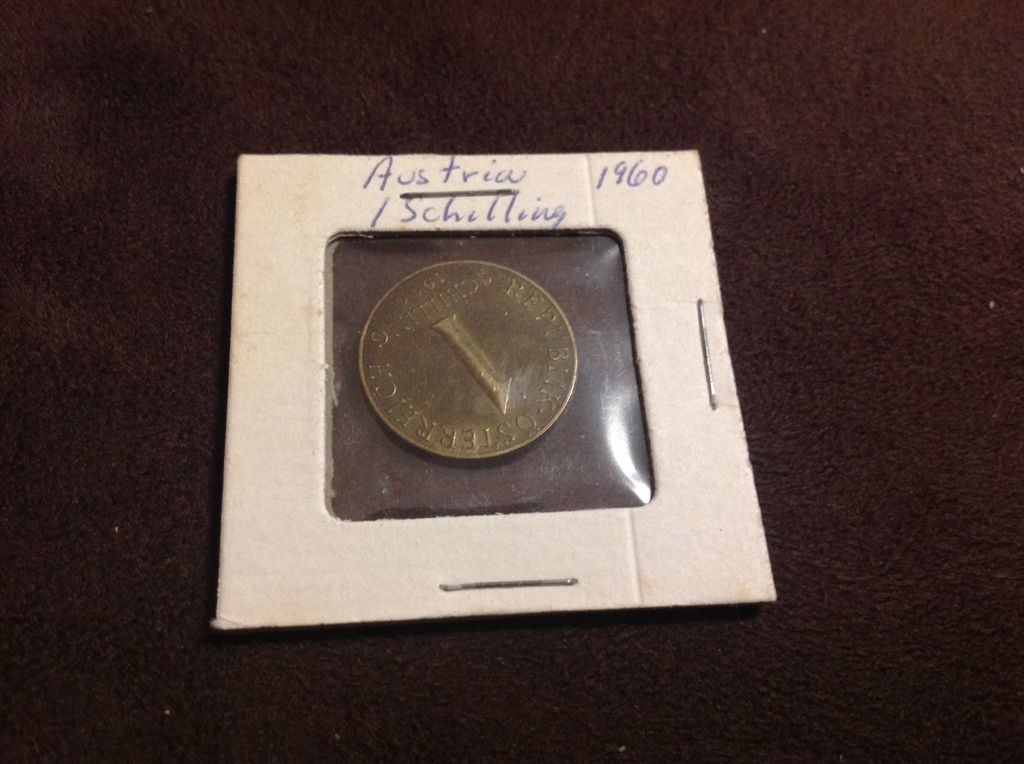 Austria 1960
1 Schilling
REPUBLIK · ÖSTERREICH
SCHILLING